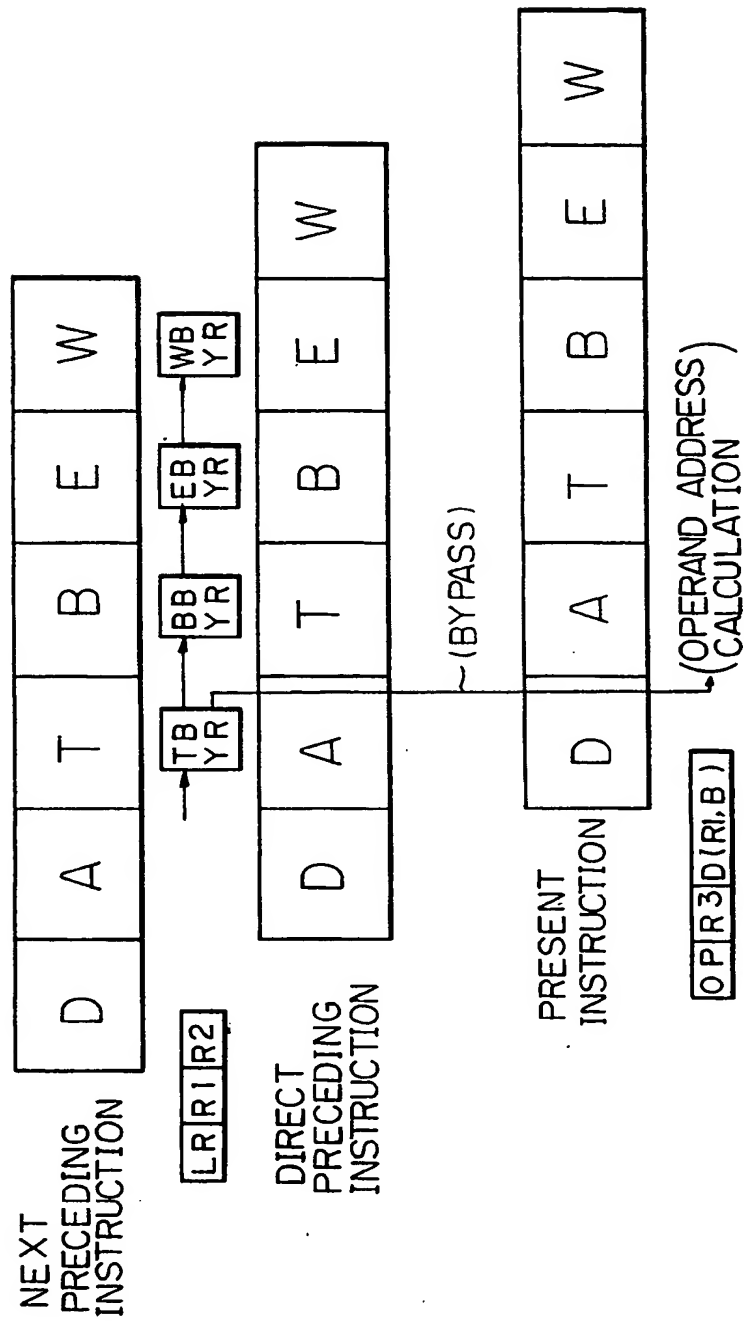 NEXT
PRECEDING
INSTRUCTION
D A T B E W
LR R1 R2
TB
YR
BB
YR
EB
YR
WB
YR
DIRECT
PRECEDING
INSTRUCTION
D A T B E W
(BYPASS)
PRESENT
INSTRUCTION
D A T B E W
OP R3 D(R1,B)
(OPERAND ADDRESS
CALCULATION)